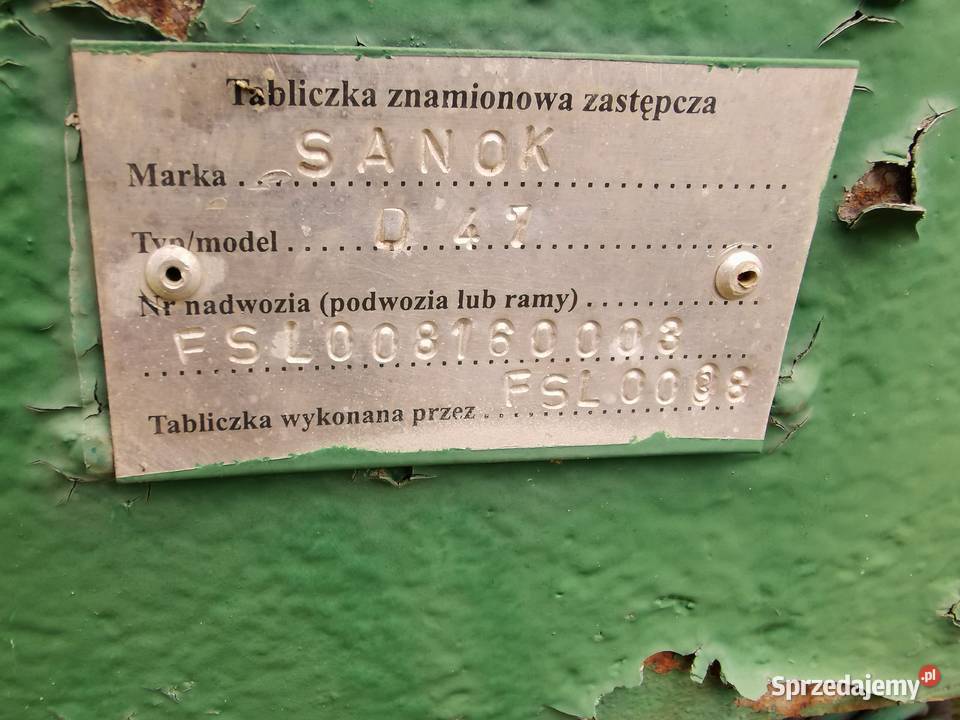 Tabliczka znamionowa zastępcza
Marka SANOK
Typ/model D 47
Nr nadwozia (podwozia lub ramy)
FSL008160003
Tabliczka wykonana przez FSL0088
Sprzedajemy.pl